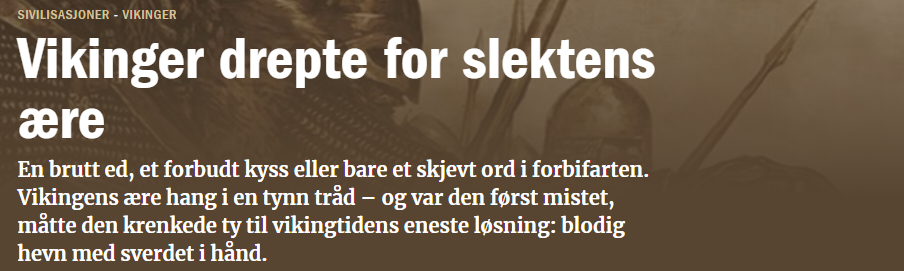 SIVILISASJONER - VIKINGER
Vikinger drepte for slektens
ære
En brutt ed, et forbudt kyss eller bare et skjevt ord i forbifarten.
Vikingens ære hang i en tynn tråd – og var den først mistet,
måtte den krenkede ty til vikingtidens eneste løsning: blodig
hevn med sverdet i hånd.